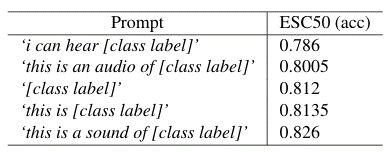 Prompt ESC50 (acc)
‘i can hear [class label]’ 0.786
‘this is an audio of [class label]’ 0.8005
‘[class label]’ 0.812
‘this is [class label]’ 0.8135
‘this is a sound of [class label]’ 0.826